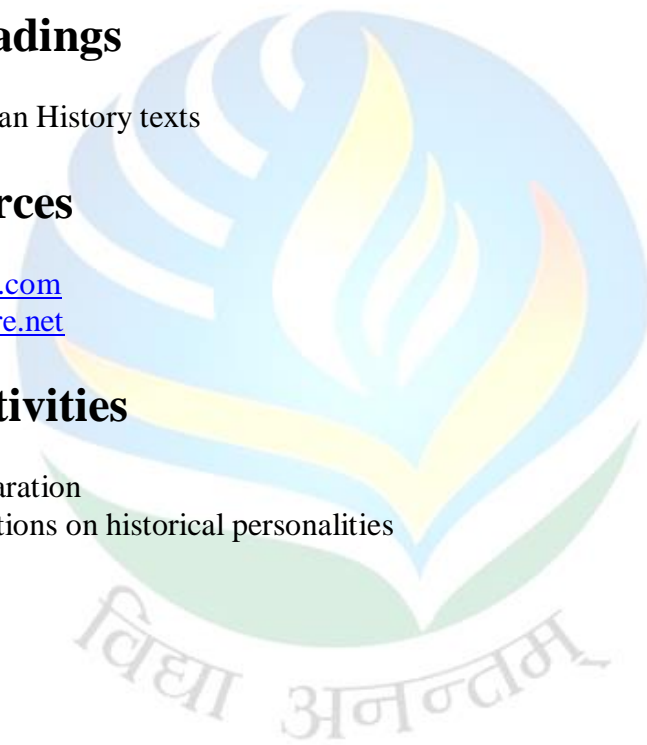 adings
an History texts
rces
.com
re.net
tivities
aration
tions on historical personalities
विद्या अनन्तम्